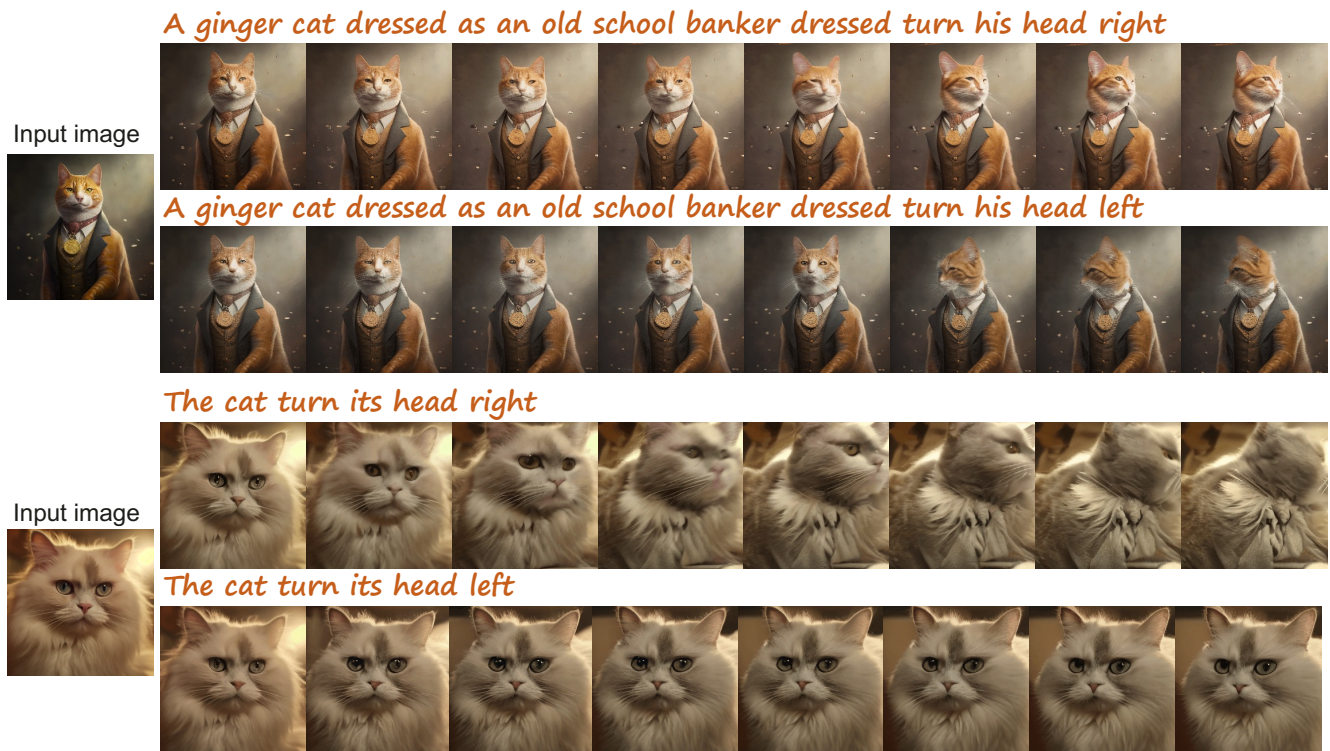 A ginger cat dressed as an old school banker dressed turn his head right
Input image
A ginger cat dressed as an old school banker dressed turn his head left
The cat turn its head right
Input image
The cat turn its head left